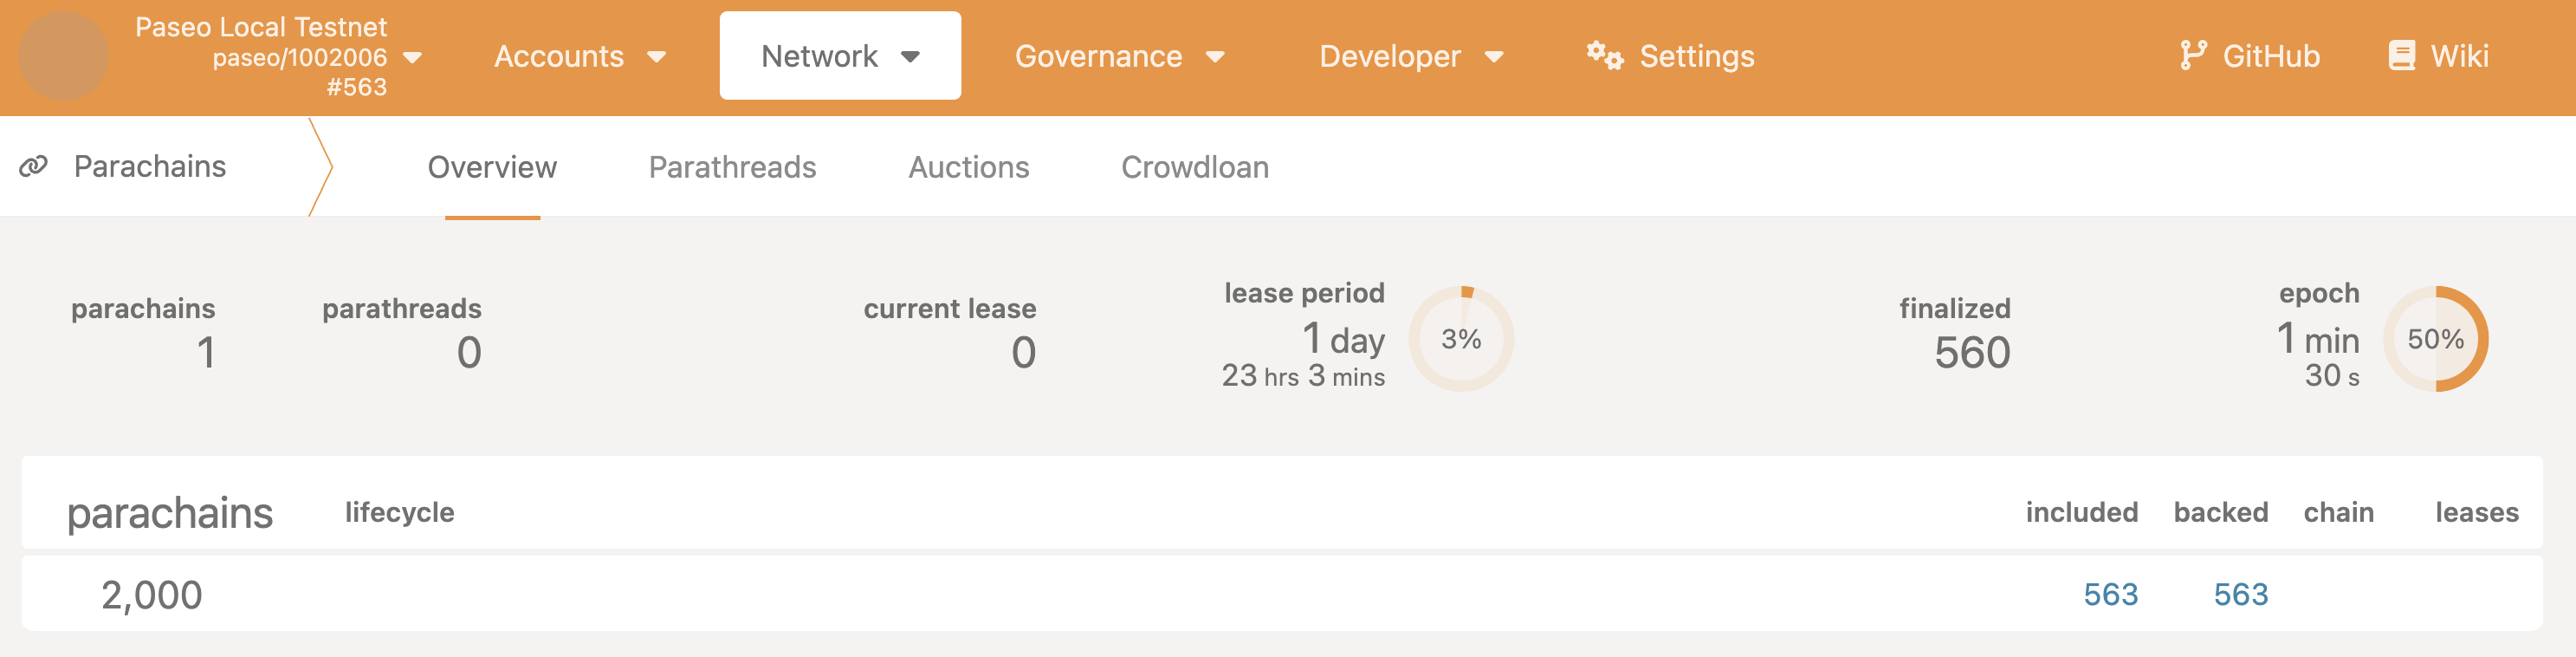 Paseo Local Testnet
paseo/1002006
#563
Accounts
Network
Governance
Developer
Settings
GitHub
Wiki
Parachains
Overview
Parathreads
Auctions
Crowdloan
parachains
1
parathreads
0
current lease
0
lease period
1 day
23 hrs 3 mins
3%
finalized
560
epoch
1 min
30 s
50%
parachains lifecycle included backed chain leases
2,000 563 563